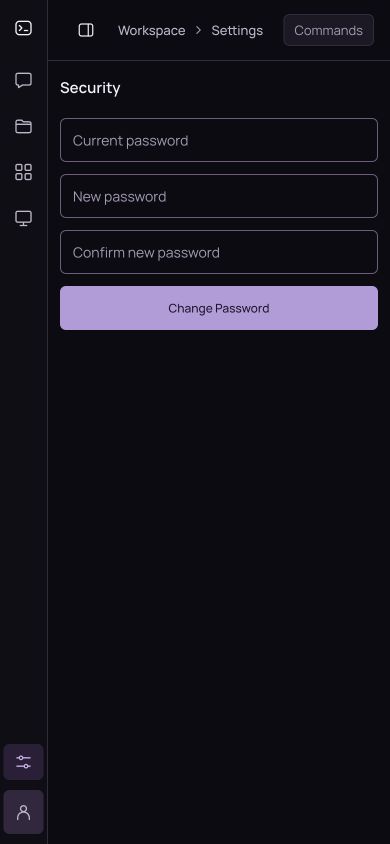 Workspace > Settings
Commands
Security
Current password
New password
Confirm new password
Change Password